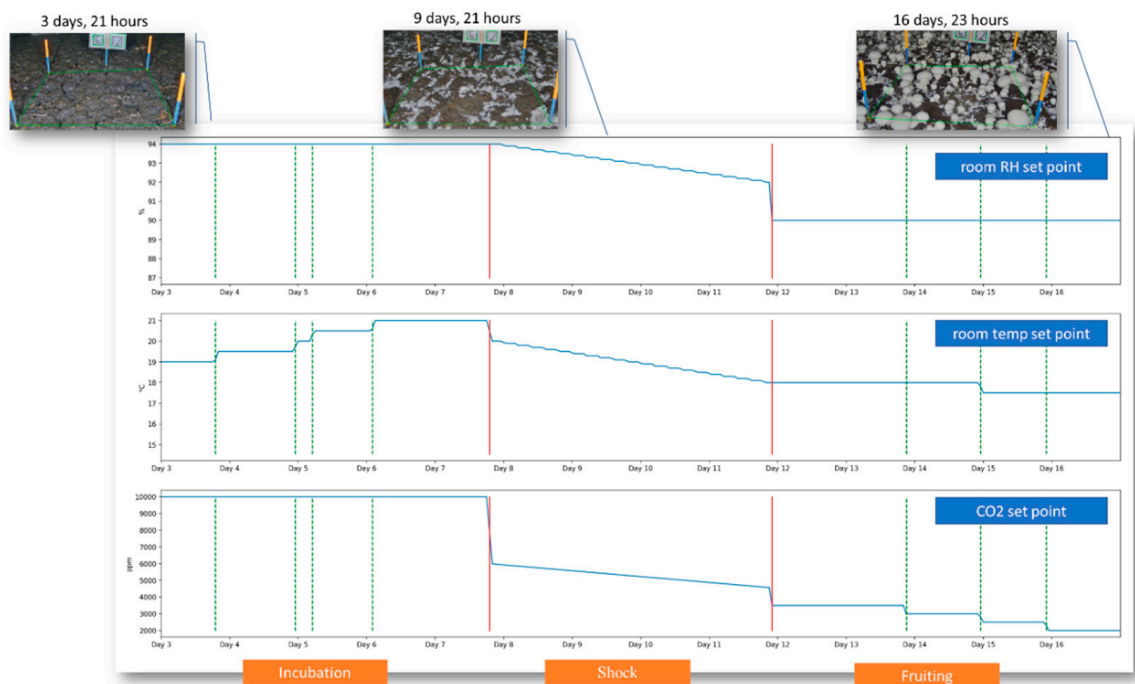 3 days, 21 hours
9 days, 21 hours
16 days, 23 hours
room RH set point
94
93
92
91
90
89
88
87
%
Day 3 Day 4 Day 5 Day 6 Day 7 Day 8 Day 9 Day 10 Day 11 Day 12 Day 13 Day 14 Day 15 Day 16
room temp set point
21
20
19
18
17
16
15
°C
Day 3 Day 4 Day 5 Day 6 Day 7 Day 8 Day 9 Day 10 Day 11 Day 12 Day 13 Day 14 Day 15 Day 16
CO2 set point
10000
9000
8000
7000
6000
5000
4000
3000
2000
ppm
Day 3 Day 4 Day 5 Day 6 Day 7 Day 8 Day 9 Day 10 Day 11 Day 12 Day 13 Day 14 Day 15 Day 16
Incubation Shock Fruiting